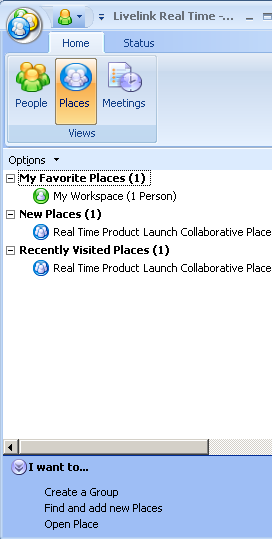 Livelink Real Time -...
Home Status
People Places Meetings
Views
Options
My Favorite Places (1)
My Workspace (1 Person)
New Places (1)
Real Time Product Launch Collaborative Place
Recently Visited Places (1)
Real Time Product Launch Collaborative Place
I want to...
Create a Group
Find and add new Places
Open Place